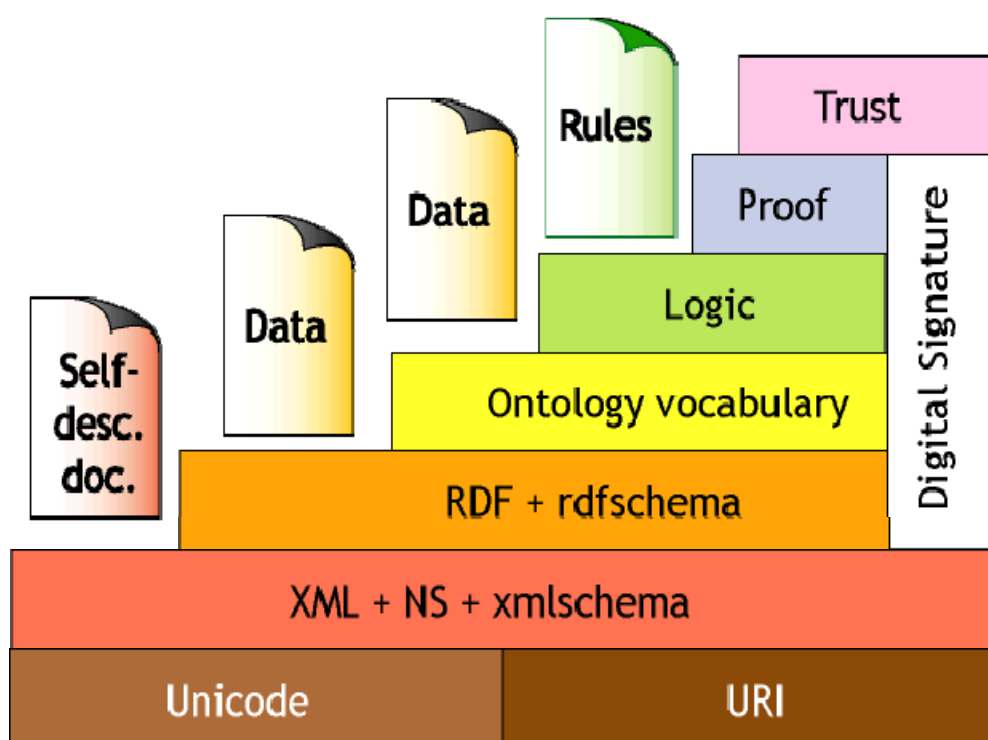 Rules
Trust
Data
Proof
Data
Logic
Self-
desc.
doc.
Ontology vocabulary
Digital Signature
RDF + rdfschema
XML + NS + xmlschema
Unicode
URI